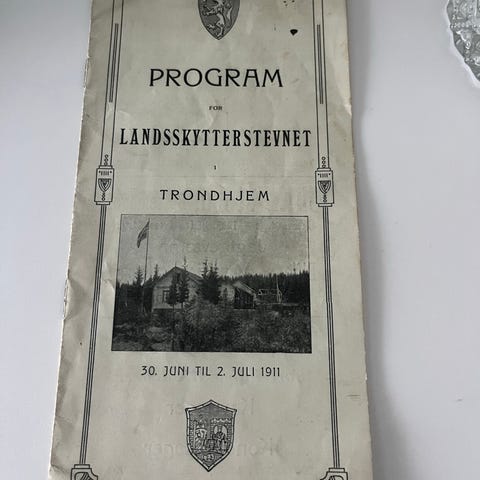 PROGRAM
FOR
LANDSSKYTTERSTEVNET
I
TRONDHJEM
30. JUNI TIL 2. JULI 1911